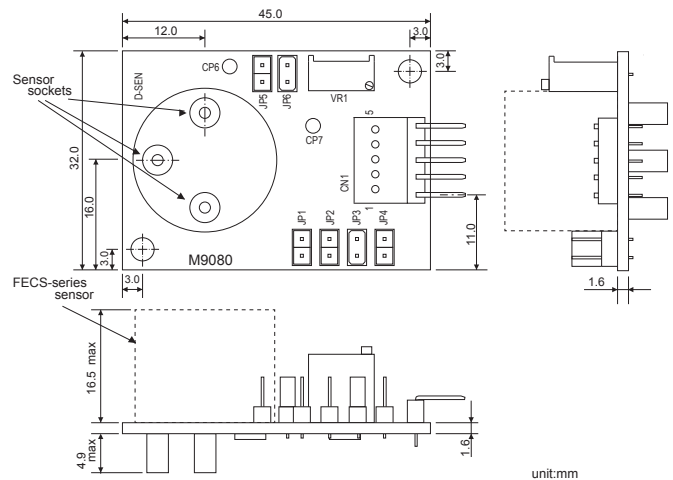 45.0
12.0
3.0
3.0
CP6
D-SEN
JP5
JP6
VR1
Sensor
sockets
5
CP7
32.0
16.0
CN1
1
11.0
JP1
JP2
JP3
JP4
3.0
M9080
3.0
1.6
FECS-series
sensor
16.5 max
4.9
max
1.6
unit:mm